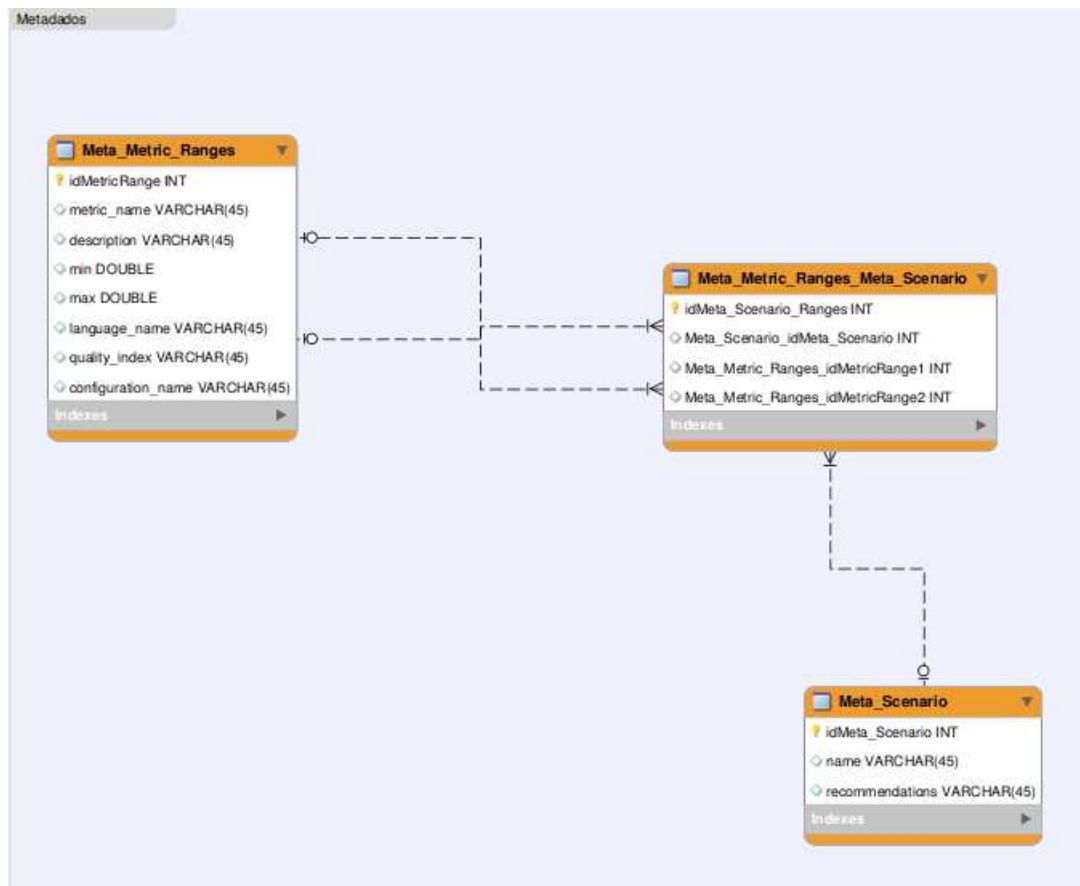 Metadados
Meta_Metric_Ranges
idMetricRange INT
metric_name VARCHAR(45)
description VARCHAR(45)
min DOUBLE
max DOUBLE
language_name VARCHAR(45)
quality_index VARCHAR(45)
configuration_name VARCHAR(45)
Indexes
Meta_Metric_Ranges_Meta_Scenario
idMeta_Scenario_Ranges INT
Meta_Scenario_idMeta_Scenario INT
Meta_Metric_Ranges_idMetricRange1 INT
Meta_Metric_Ranges_idMetricRange2 INT
Indexes
Meta_Scenario
idMeta_Scenario INT
name VARCHAR(45)
recommendations VARCHAR(45)
Indexes